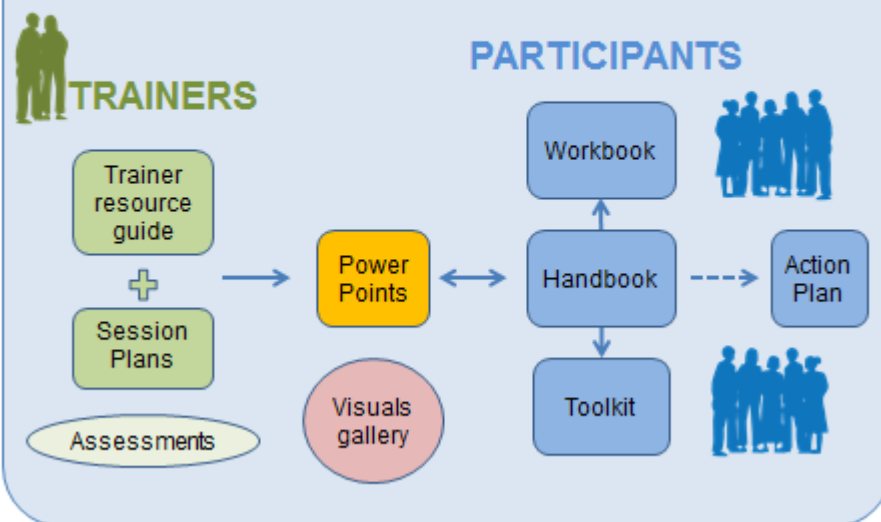 TRAINERS
PARTICIPANTS
Trainer
resource
guide
Session
Plans
Assessments
Power
Points
Visuals
gallery
Workbook
Handbook
Toolkit
Action
Plan